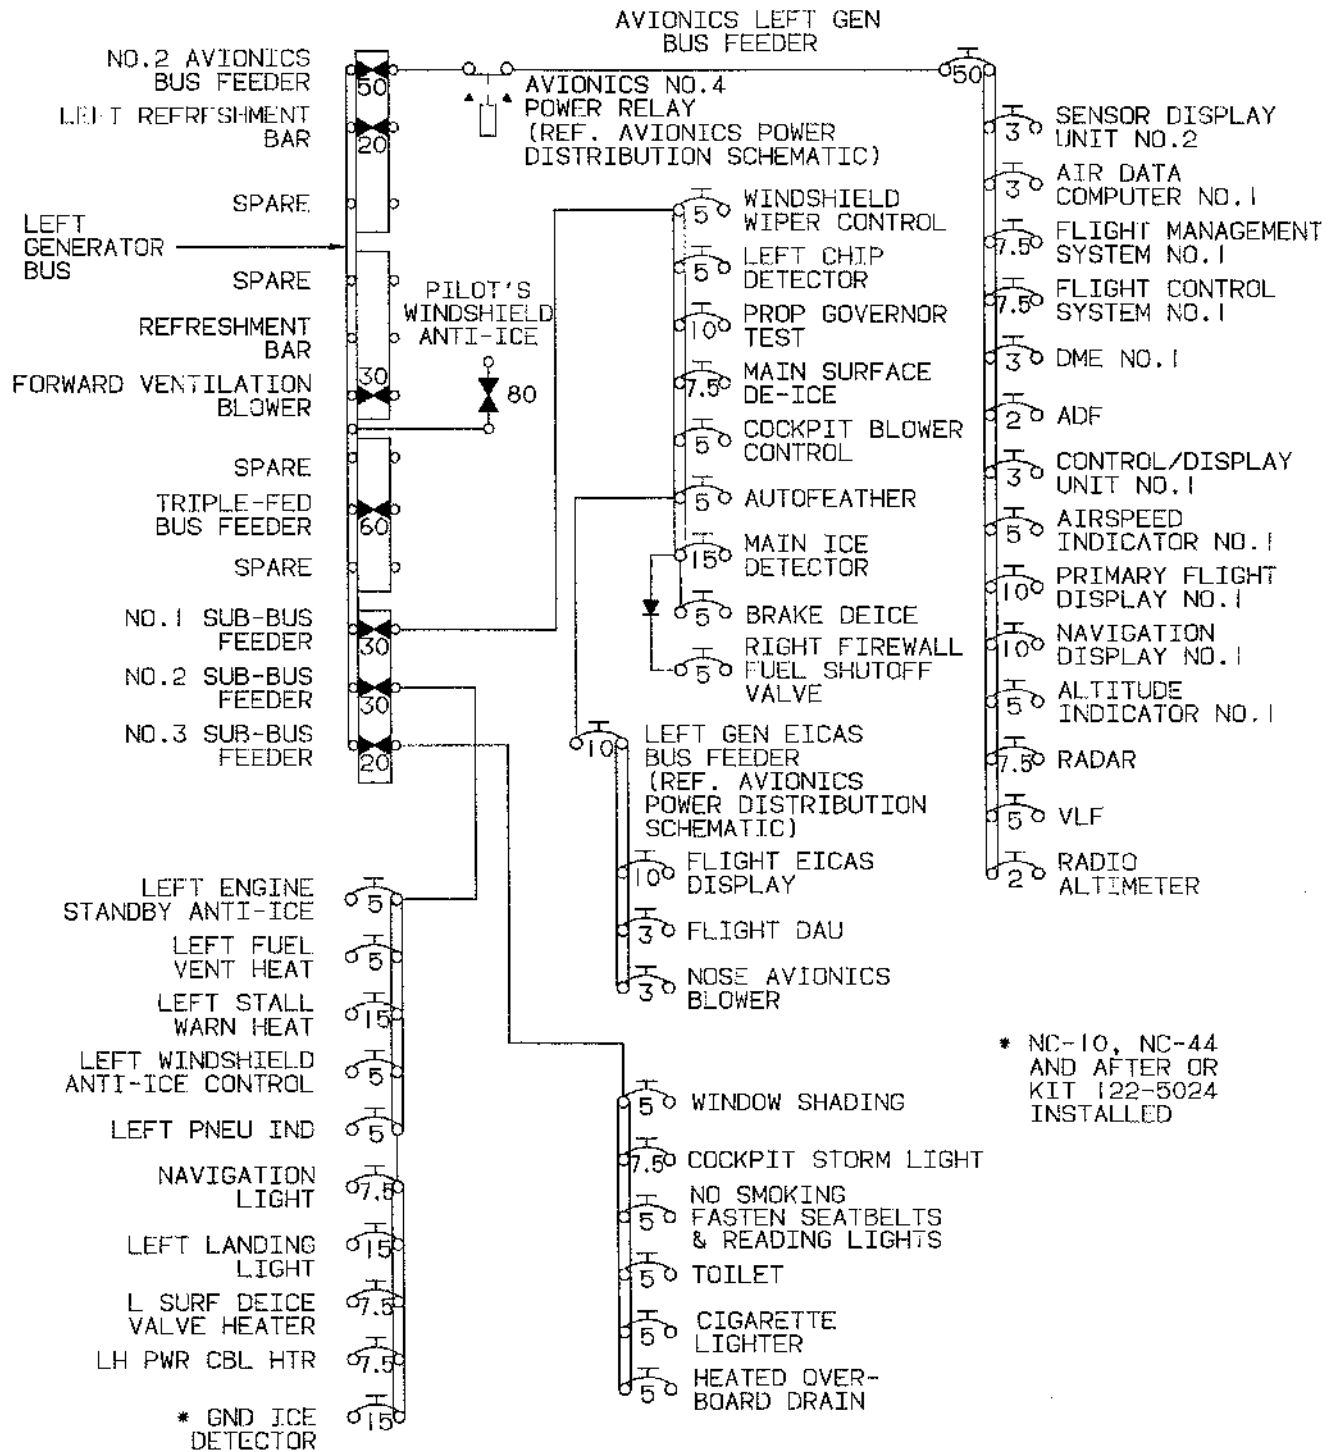 AVIONICS LEFT GEN
BUS FEEDER
NO.2 AVIONICS
BUS FEEDER
50
LEFT REFRESHMENT
BAR
20
SPARE
LEFT
GENERATOR
BUS
SPARE
REFRESHMENT
BAR
FORWARD VENTILATION
BLOWER
30
PILOT'S
WINDSHIELD
ANTI-ICE
80
SPARE
TRIPLE-FED
BUS FEEDER
60
SPARE
NO.1 SUB-BUS
FEEDER
30
NO.2 SUB-BUS
FEEDER
30
NO.3 SUB-BUS
FEEDER
20
AVIONICS NO.4
POWER RELAY
(REF. AVIONICS POWER
DISTRIBUTION SCHEMATIC)
5
WINDSHIELD
WIPER CONTROL
5
LEFT CHIP
DETECTOR
10
PROP GOVERNOR
TEST
7.5
MAIN SURFACE
DE-ICE
5
COCKPIT BLOWER
CONTROL
5
AUTOFEATHER
15
MAIN ICE
DETECTOR
5
BRAKE DEICE
5
RIGHT FIREWALL
FUEL SHUTOFF
VALVE
10
LEFT GEN EICAS
BUS FEEDER
(REF. AVIONICS
POWER DISTRIBUTION
SCHEMATIC)
10
FLIGHT EICAS
DISPLAY
3
FLIGHT DAU
3
NOSE AVIONICS
BLOWER
50
3
SENSOR DISPLAY
UNIT NO.2
3
AIR DATA
COMPUTER NO.1
7.5
FLIGHT MANAGEMENT
SYSTEM NO.1
7.5
FLIGHT CONTROL
SYSTEM NO.1
3
DME NO.1
2
ADF
3
CONTROL/DISPLAY
UNIT NO.1
5
AIRSPEED
INDICATOR NO.1
10
PRIMARY FLIGHT
DISPLAY NO.1
10
NAVIGATION
DISPLAY NO.1
5
ALTITUDE
INDICATOR NO.1
7.5
RADAR
5
VLF
2
RADIO
ALTIMETER
LEFT ENGINE
STANDBY ANTI-ICE
5
LEFT FUEL
VENT HEAT
5
LEFT STALL
WARN HEAT
15
LEFT WINDSHIELD
ANTI-ICE CONTROL
5
LEFT PNEU IND
5
NAVIGATION
LIGHT
7.5
LEFT LANDING
LIGHT
15
L SURF DEICE
VALVE HEATER
7.5
LH PWR CBL HTR
7.5
* GND ICE
DETECTOR
15
5
WINDOW SHADING
7.5
COCKPIT STORM LIGHT
5
NO SMOKING
FASTEN SEATBELTS
& READING LIGHTS
5
TOILET
5
CIGARETTE
LIGHTER
5
HEATED OVER-
BOARD DRAIN
* NC-10, NC-44
AND AFTER OR
KIT 122-5024
INSTALLED